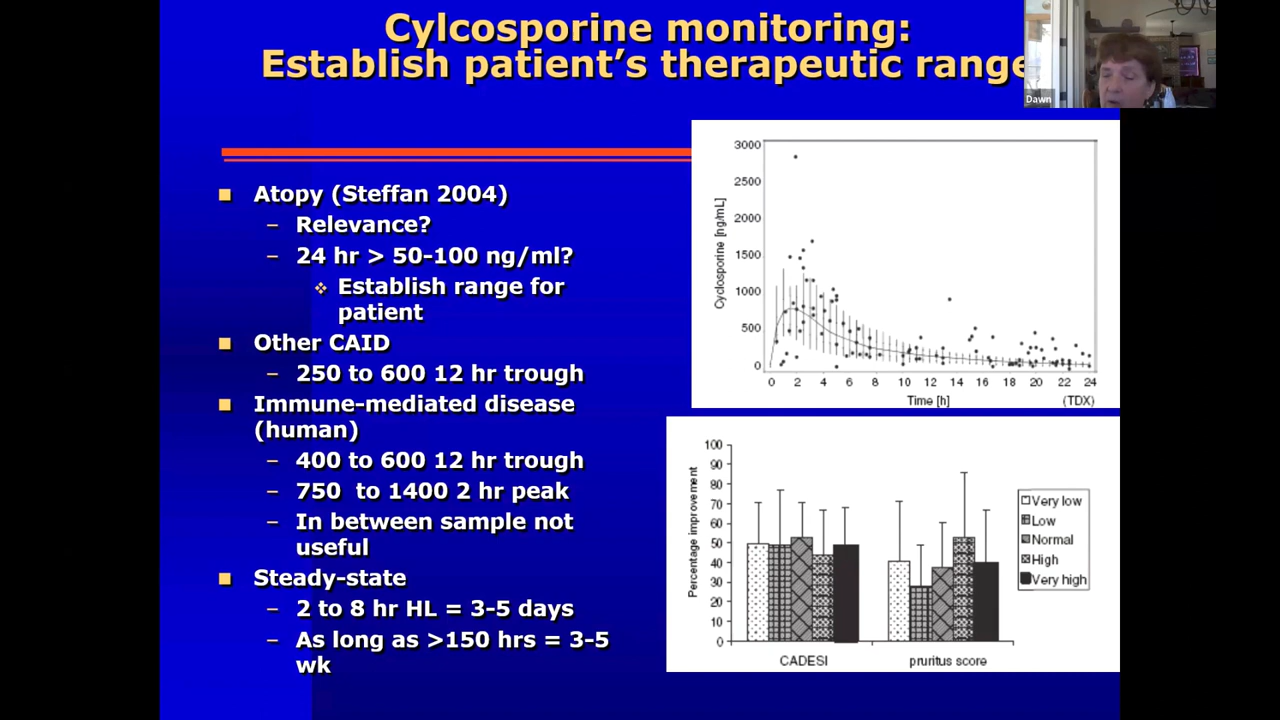 Cylcosporine monitoring:
Establish patient's therapeutic range
Dawn
■ Atopy (Steffan 2004)
– Relevance?
– 24 hr > 50-100 ng/ml?
❖ Establish range for
patient
■ Other CAID
– 250 to 600 12 hr trough
■ Immune-mediated disease
(human)
– 400 to 600 12 hr trough
– 750 to 1400 2 hr peak
– In between sample not
useful
■ Steady-state
– 2 to 8 hr HL = 3-5 days
– As long as >150 hrs = 3-5
wk
Cyclosporine [ng/mL]
3000
2500
2000
1500
1000
500
0
0 2 4 6 8 10 12 14 16 18 20 22 24
Time [h] (TDX)
Percentage improvement
100
90
80
70
60
50
40
30
20
10
0
CADESI pruritus score
Very low
Low
Normal
High
Very high